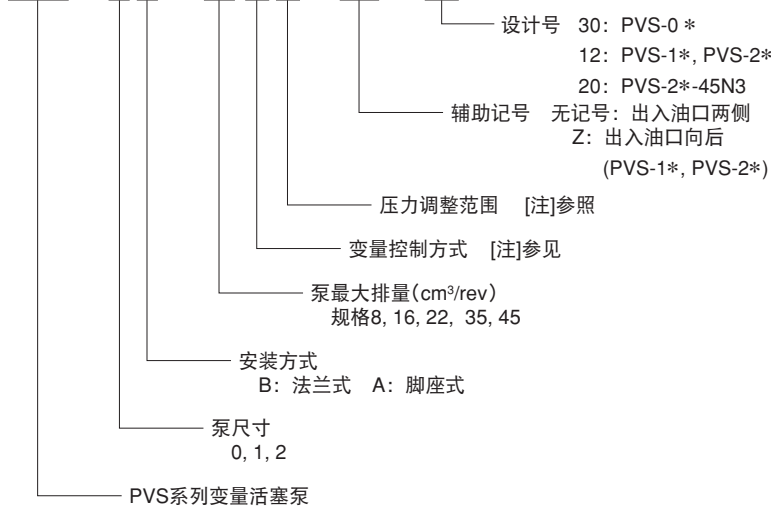 设计号 30：PVS-0＊
12：PVS-1＊, PVS-2＊
20：PVS-2＊-45N3
辅助记号 无记号：出入油口两侧
Z：出入油口向后
(PVS-1＊, PVS-2＊)
压力调整范围 [注]参照
变量控制方式 [注]参见
泵最大排量(cm³/rev)
规格8, 16, 22, 35, 45
安装方式
B：法兰式 A：脚座式
泵尺寸
0, 1, 2
PVS系列变量活塞泵